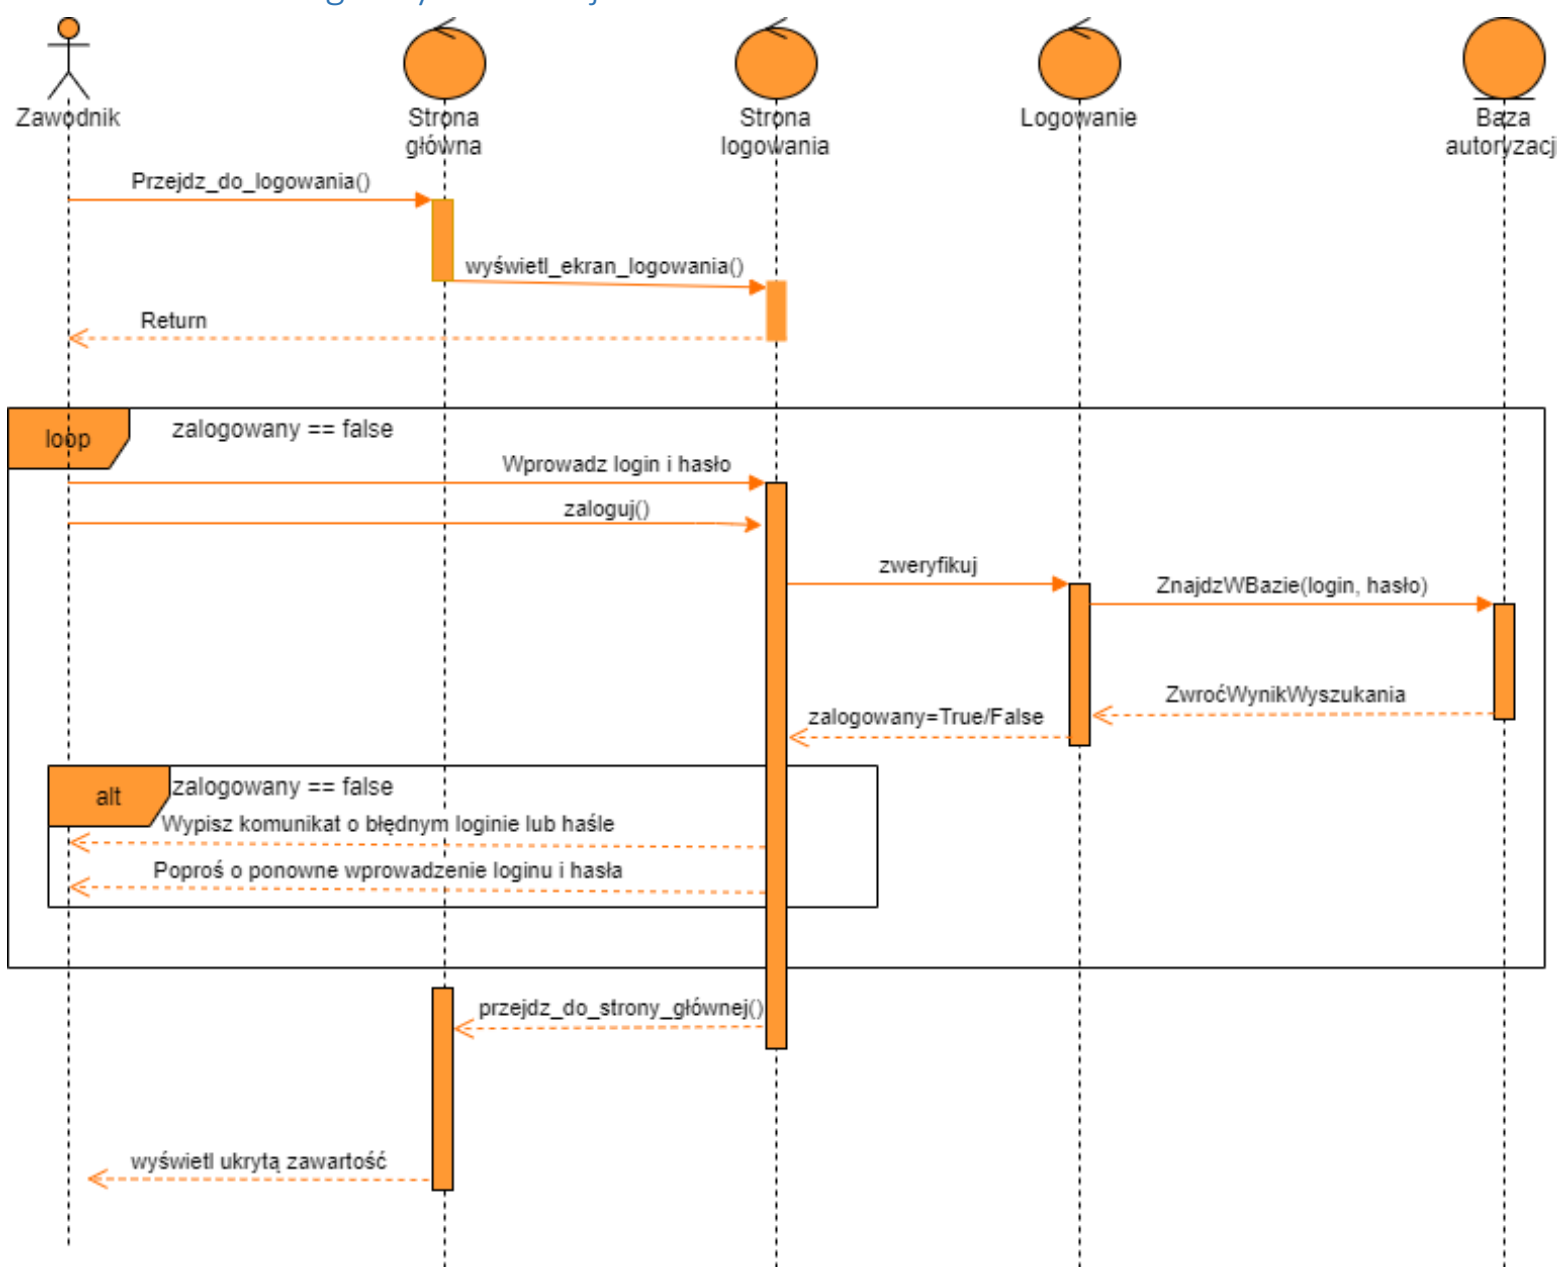 Zawodnik
Strona
główna
Strona
logowania
Logowanie
Baza
autoryzacj
Przejdz_do_logowania()
wyświetl_ekran_logowania()
Return
loop
zalogowany == false
Wprowadz login i hasło
zaloguj()
zweryfikuj
ZnajdzWBazie(login, hasło)
ZwroćWynikWyszukania
zalogowany=True/False
alt
zalogowany == false
Wypisz komunikat o błędnym loginie lub haśle
Poproś o ponowne wprowadzenie loginu i hasła
przejdz_do_strony_głównej()
wyświetl ukrytą zawartość